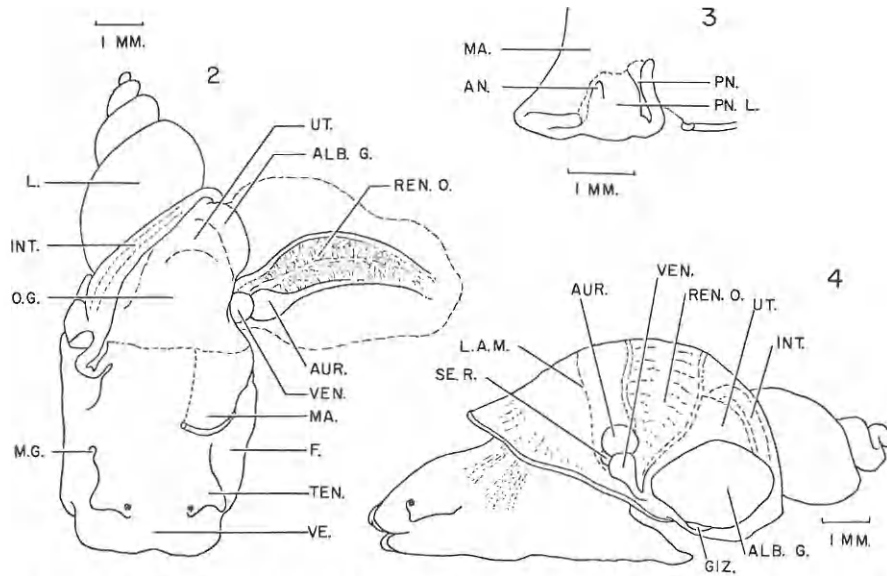 1 MM.
2
UT.
ALB. G.
REN. O.
L.
INT.
O.G.
AUR.
VEN.
MA.
M.G.
F.
TEN.
VE.
3
MA.
AN.
PN.
PN. L.
1 MM.
4
VEN.
AUR.
REN. O.
UT.
L.A.M.
INT.
SE. R.
1 MM.
ALB. G.
GIZ.